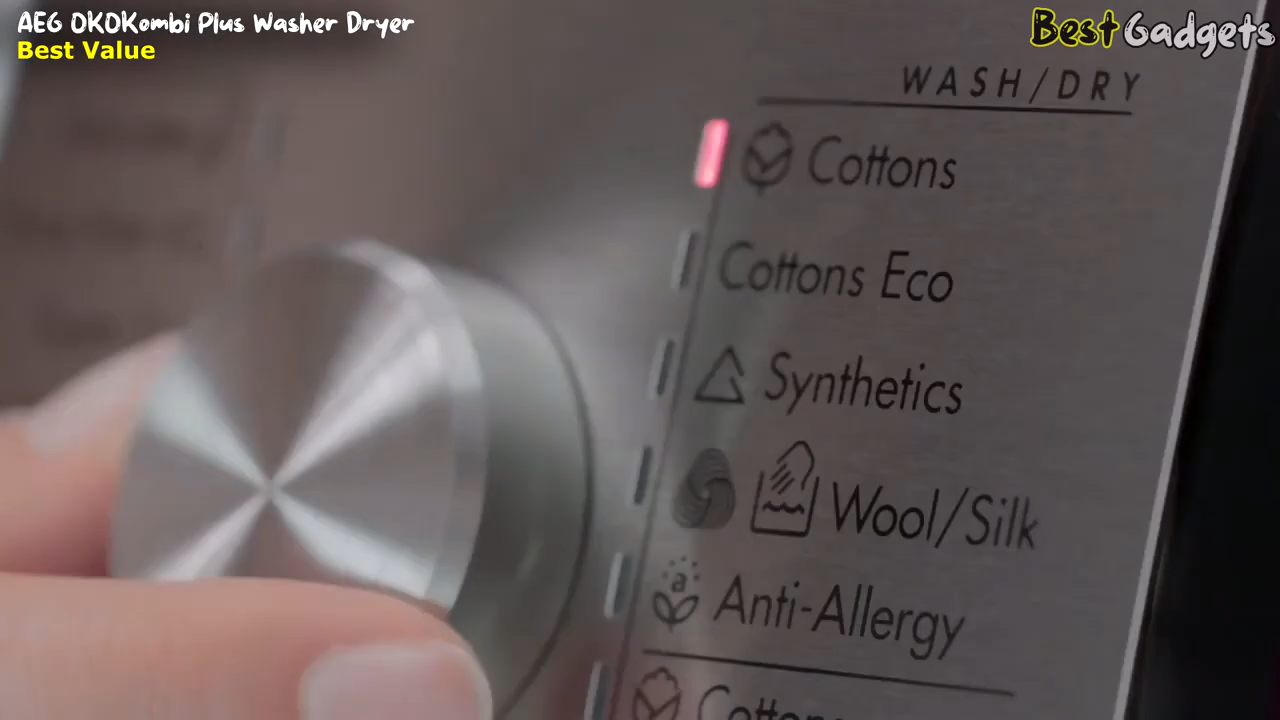 AEG OKOKombi Plus Washer Dryer
Best Value
BestGadgets
WASH/DRY
Cottons
Cottons Eco
Synthetics
Wool/Silk
a
Anti-Allergy